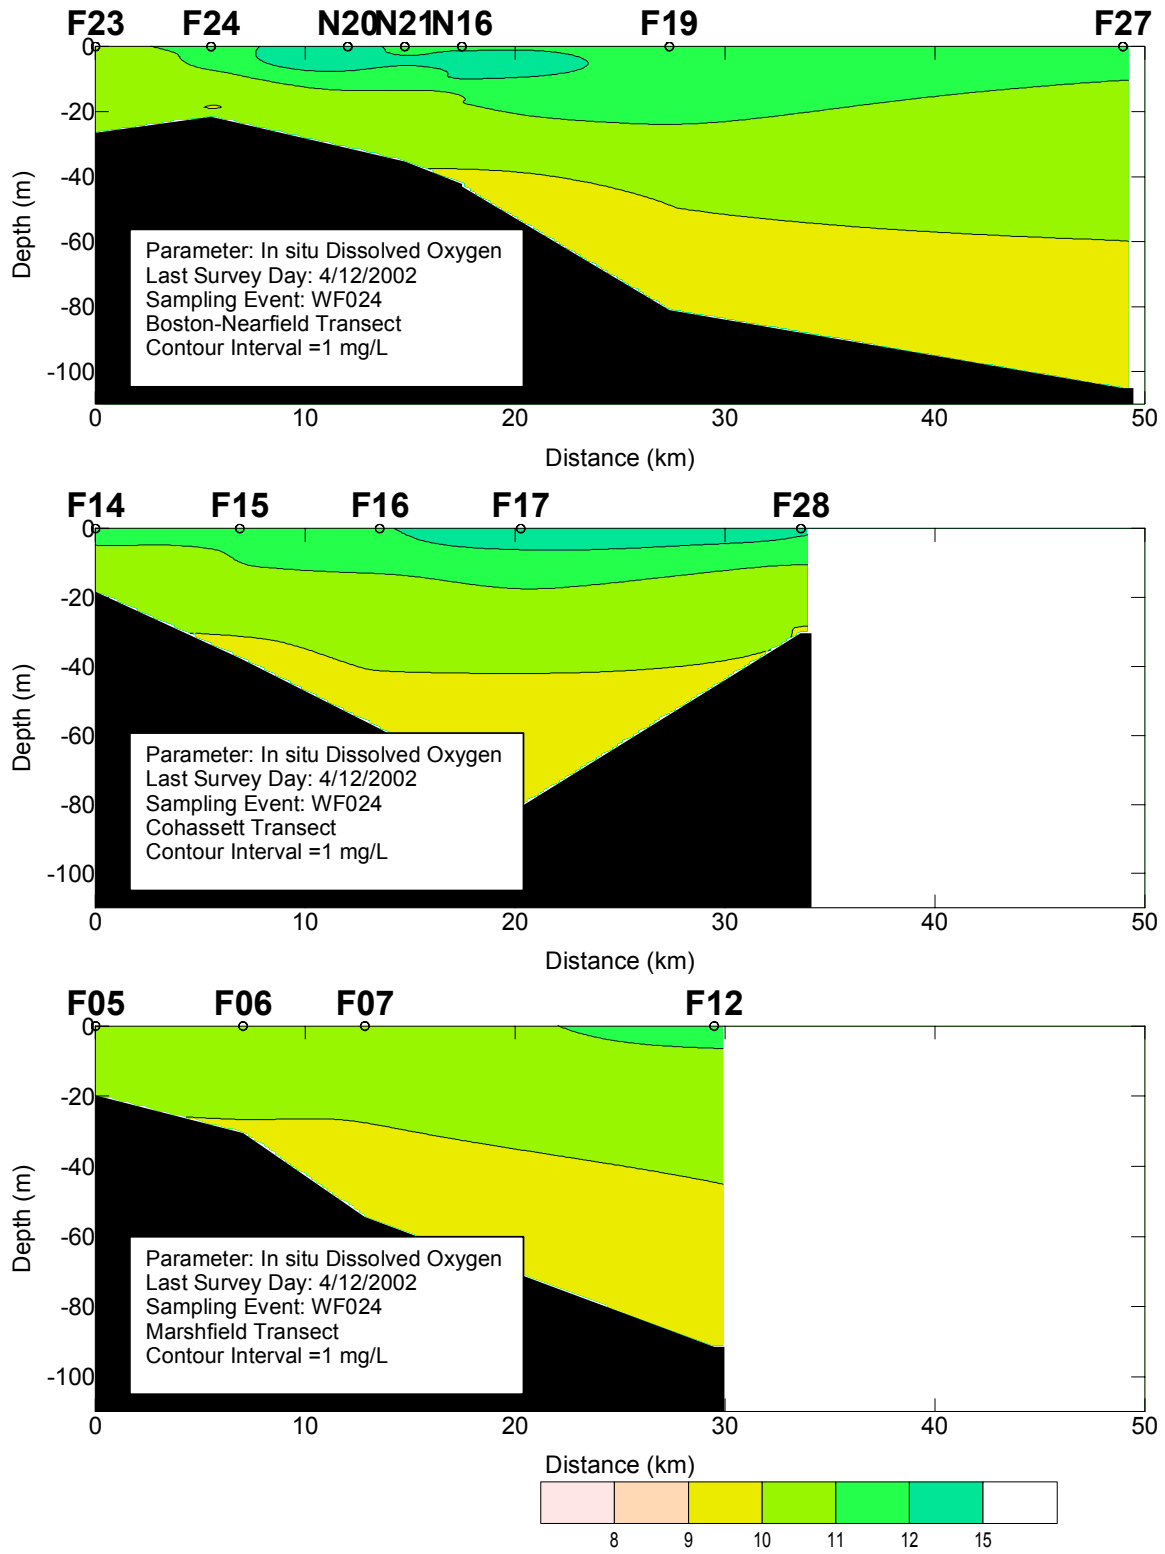 F23 F24 N20 N21 N16 F19 F27
0
-20
-40
-60
-80
-100
Depth (m)
Parameter: In situ Dissolved Oxygen
Last Survey Day: 4/12/2002
Sampling Event: WF024
Boston-Nearfield Transect
Contour Interval =1 mg/L
0 10 20 30 40 50
Distance (km)
F14 F15 F16 F17 F28
0
-20
-40
-60
-80
-100
Depth (m)
Parameter: In situ Dissolved Oxygen
Last Survey Day: 4/12/2002
Sampling Event: WF024
Cohassett Transect
Contour Interval =1 mg/L
0 10 20 30 40 50
Distance (km)
F05 F06 F07 F12
0
-20
-40
-60
-80
-100
Depth (m)
Parameter: In situ Dissolved Oxygen
Last Survey Day: 4/12/2002
Sampling Event: WF024
Marshfield Transect
Contour Interval =1 mg/L
0 10 20 30 40 50
Distance (km)
8 9 10 11 12 15